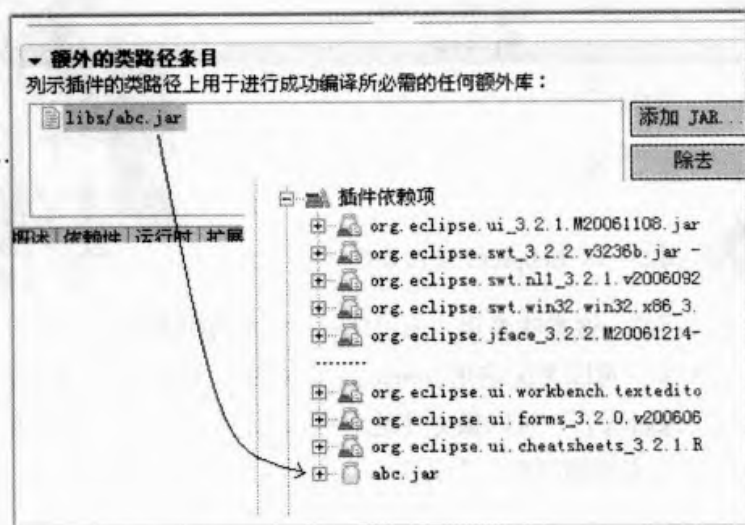 额外的类路径条目
列示插件的类路径上用于进行成功编译所必需的任何额外库：
libs/abc.jar
添加 JAR...
除去
概述 依赖性 运行时 扩展
插件依赖项
org.eclipse.ui_3.2.1.M20061108.jar
org.eclipse.swt_3.2.2.v3236b.jar -
org.eclipse.swt.nl1_3.2.1.v2006092
org.eclipse.swt.win32.win32.x86_3.
org.eclipse.jface_3.2.2.M20061214-
........
org.eclipse.ui.workbench.textedito
org.eclipse.ui.forms_3.2.0.v200606
org.eclipse.ui.cheatsheets_3.2.1.R
abc.jar